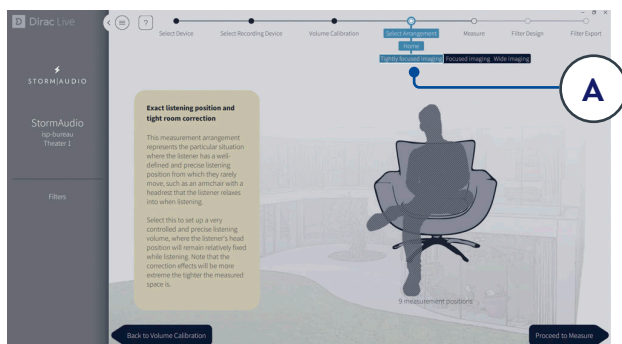 D Dirac Live
?
Select Device
Select Recording Device
Volume Calibration
Select Arrangement
Measure
Filter Design
Filter Export
Home
Tightly focused imaging
Focused imaging
Wide imaging
A
STORM|AUDIO
StormAudio
isp-bureau
Theater 1
Filters
Exact listening position and
tight room correction
This measurement arrangement
represents the particular situation
where the listener has a well-
defined and precise listening
position from which they rarely
move, such as an armchair with a
headrest that the listener relaxes
into when listening.
Select this to set up a very
controlled and precise listening
volume, where the listener's head
position will remain relatively fixed
while listening. Note that the
correction effects will be more
extreme the tighter the measured
space is.
9 measurement positions
Back to Volume Calibration
Proceed to Measure